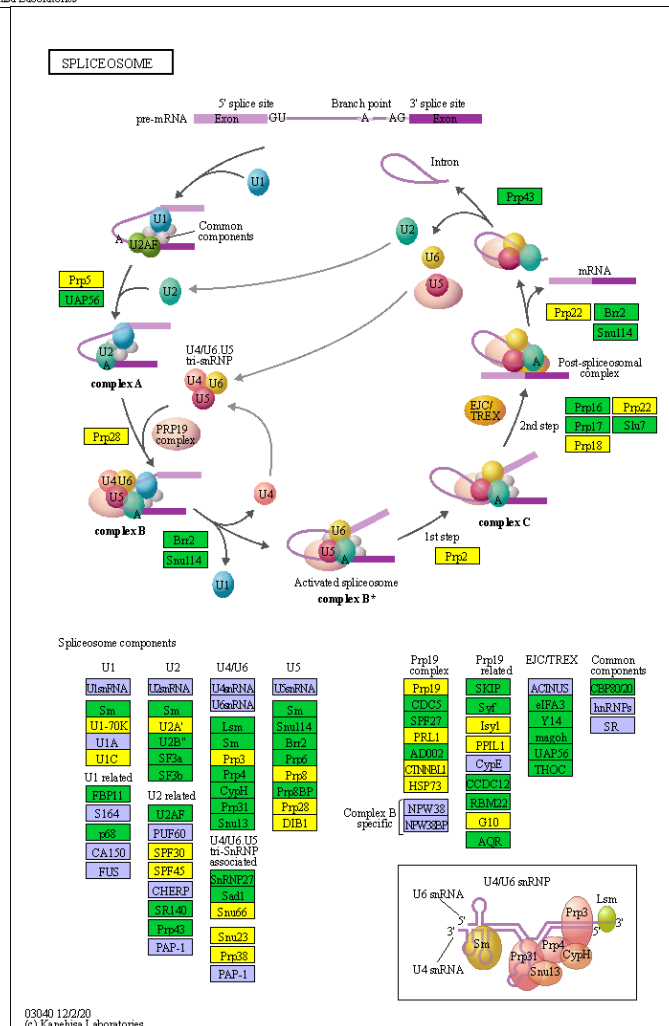 SPLICEOSOME
5' splice site Branch point 3' splice site
pre-mRNA Exon GU A AG Exon
Intron
U1
Prp43
U1
U2AF
A
Common
components
U2
U6
U5
mRNA
Prp5
UAP56
U2
Prp22 Brr2
Snu114
U2
A
complex A
U4/U6.U5
tri-snRNP
U4 U6
U5
A
Post-spliceosomal
complex
EJC/
TREX
2nd step
Prp16 Prp22
Prp17 Slu7
Prp18
Prp28
PRP19
complex
U4 U6
U5
A
complex B
U4
A
complex C
Brr2
Snu114
U1
U6
U5
A
1st step
Prp2
Activated spliceosome
complex B*
Spliceosome components
U1
U1snRNA
Sm
U1-70K
U1A
U1C
U1 related
FBP11
S164
p68
CA150
FUS
U2
U2snRNA
Sm
U2A'
U2B"
SF3a
SF3b
U2 related
U2AF
PUF60
SPF30
SPF45
CHERP
SR140
Prp43
PAP-1
U4/U6
U4snRNA
U6snRNA
Lsm
Sm
Prp3
Prp4
CypH
Prp31
Snu13
U4/U6.U5
tri-SnRNP
associated
SnRNP27
Sad1
Snu66
Snu23
Prp38
PAP-1
U5
U5snRNA
Sm
Snu114
Brr2
Prp6
Prp8
Prp8BP
Prp28
DIB1
Prp19
complex
Prp19
CDC5
SPF27
PRL1
AD002
CTNNBL1
HSP73
Complex B
specific
NPW38
NPW38BP
Prp19
related
SKIP
Syf
Isy1
PPIL1
CypE
CCDC12
RBM22
G10
AQR
EJC/TREX
ACINUS
eIFA3
Y14
magoh
UAP56
THOC
Common
components
CBP80/20
hnRNPs
SR
U4/U6 snRNP
U6 snRNA
5'
3'
U4 snRNA
Sm
Prp3
Lsm
3'
5'
Prp31
Prp4
CypH
Snu13
03040 12/2/20
(c) Kanehisa Laboratories